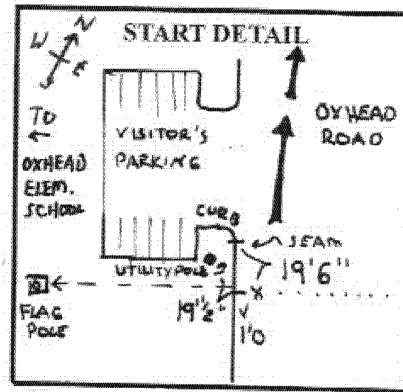 START DETAIL
N
W
E
TO
←
OXHEAD
ELEM.
SCHOOL
VISITOR'S
PARKING
OXHEAD
ROAD
CURB
SEAM
19'6"
UTILITY POLE
FLAG
POLE
19'½"
X
1'0